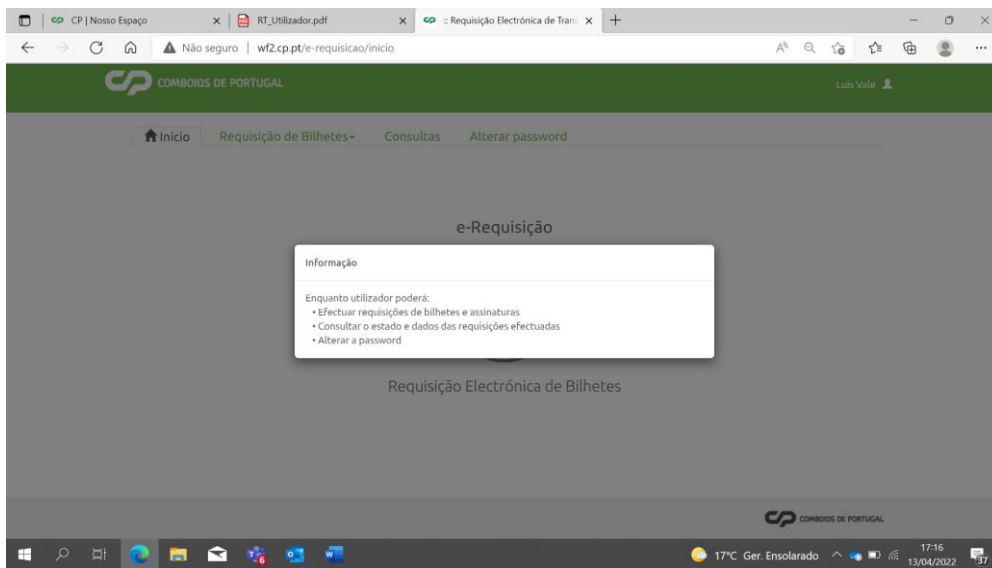 CP | Nosso Espaço
RT_Utilizador.pdf
:: Requisição Electrónica de Trans
Não seguro | wf2.cp.pt/e-requisicao/inicio
CP COMBOIOS DE PORTUGAL
Luis Vale
Início Requisição de Bilhetes Consultas Alterar password
e-Requisição
Informação
Enquanto utilizador poderá:
• Efectuar requisições de bilhetes e assinaturas
• Consultar o estado e dados das requisições efectuadas
• Alterar a password
Requisição Electrónica de Bilhetes
CP COMBOIOS DE PORTUGAL
17°C Ger. Ensolarado
17:16
13/04/2022
37